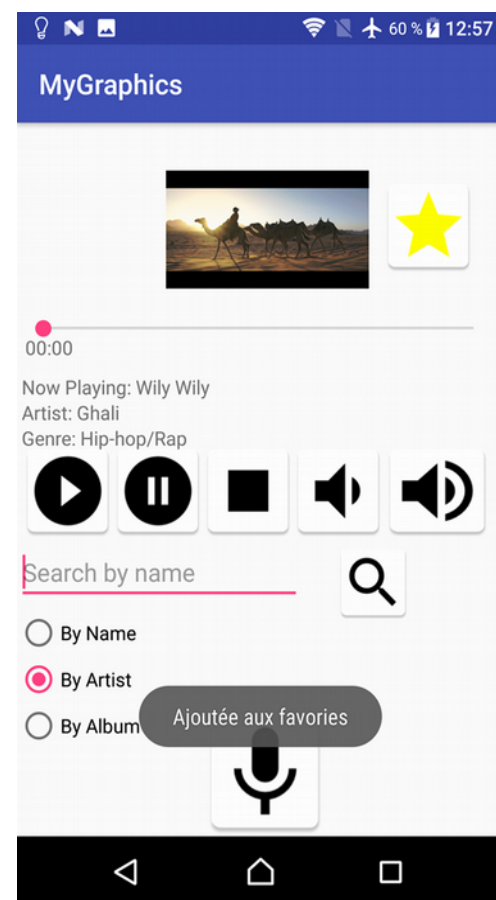 60 % 12:57
MyGraphics
00:00
Now Playing: Wily Wily
Artist: Ghali
Genre: Hip-hop/Rap
Search by name
By Name
By Artist
By Album
Ajoutée aux favories